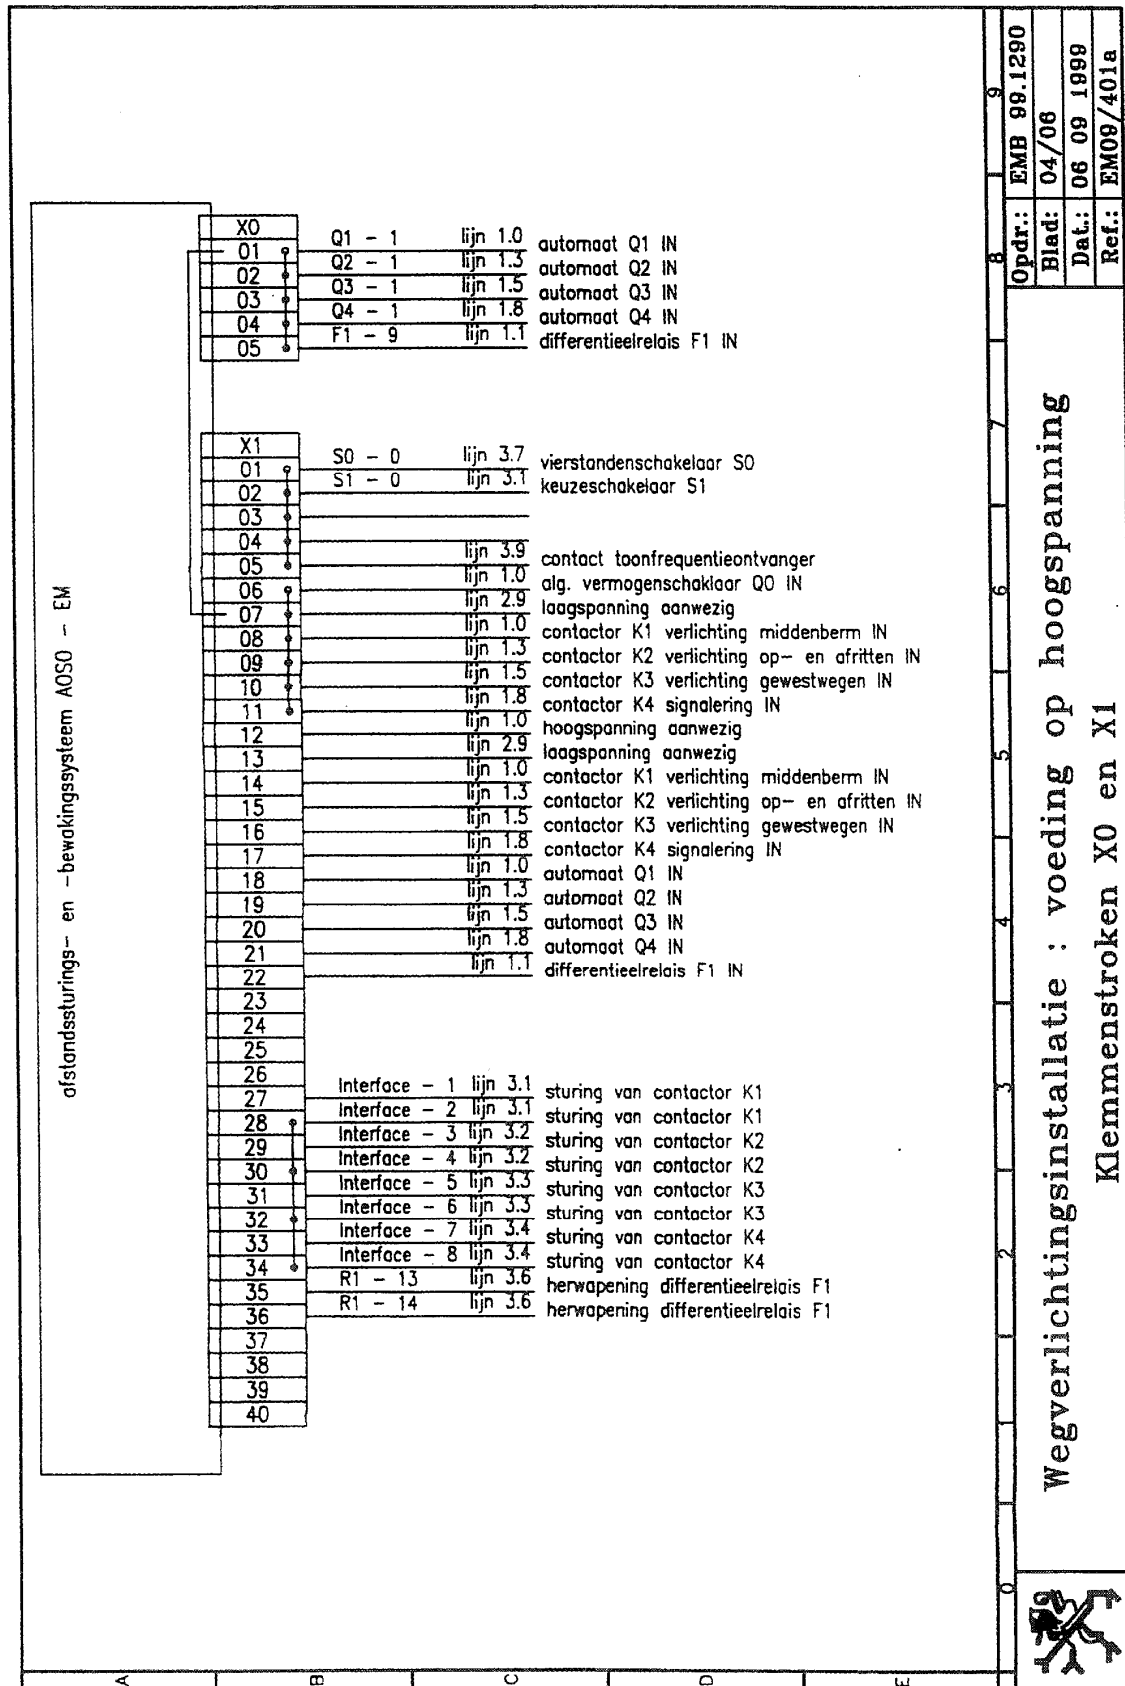 afstandssturings- en -bewakingssysteem AOSO - EM
X0
01 Q1 - 1 lijn 1.0 automaat Q1 IN
02 Q2 - 1 lijn 1.3 automaat Q2 IN
03 Q3 - 1 lijn 1.5 automaat Q3 IN
04 Q4 - 1 lijn 1.8 automaat Q4 IN
05 F1 - 9 lijn 1.1 differentieelrelais F1 IN
X1
01 S0 - 0 lijn 3.7 vierstandenschakelaar S0
02 S1 - 0 lijn 3.1 keuzeschakelaar S1
03
04
05 lijn 3.9 contact toonfrequentieontvanger
06 lijn 1.0 alg. vermogenschaklaar Q0 IN
07 lijn 2.9 laagspanning aanwezig
08 lijn 1.0 contactor K1 verlichting middenberm IN
09 lijn 1.3 contactor K2 verlichting op- en afritten IN
10 lijn 1.5 contactor K3 verlichting gewestwegen IN
11 lijn 1.8 contactor K4 signalering IN
12 lijn 1.0 hoogspanning aanwezig
13 lijn 2.9 laagspanning aanwezig
14 lijn 1.0 contactor K1 verlichting middenberm IN
15 lijn 1.3 contactor K2 verlichting op- en afritten IN
16 lijn 1.5 contactor K3 verlichting gewestwegen IN
17 lijn 1.8 contactor K4 signalering IN
18 lijn 1.0 automaat Q1 IN
19 lijn 1.3 automaat Q2 IN
20 lijn 1.5 automaat Q3 IN
21 lijn 1.8 automaat Q4 IN
22 lijn 1.1 differentieelrelais F1 IN
23
24
25
26
27 Interface - 1 lijn 3.1 sturing van contactor K1
28 Interface - 2 lijn 3.1 sturing van contactor K1
29 Interface - 3 lijn 3.2 sturing van contactor K2
30 Interface - 4 lijn 3.2 sturing van contactor K2
31 Interface - 5 lijn 3.3 sturing van contactor K3
32 Interface - 6 lijn 3.3 sturing van contactor K3
33 Interface - 7 lijn 3.4 sturing van contactor K4
34 Interface - 8 lijn 3.4 sturing van contactor K4
35 R1 - 13 lijn 3.6 herwapening differentieelrelais F1
36 R1 - 14 lijn 3.6 herwapening differentieelrelais F1
37
38
39
40
A B C D E
0 1 2 3 4 5 6 7 8 9
Wegverlichtingsinstallatie : voeding op hoogspanning
Klemmenstroken X0 en X1
Opdr.: EMB 99.1290
Blad: 04/06
Dat.: 06 09 1999
Ref.: EM09/401a